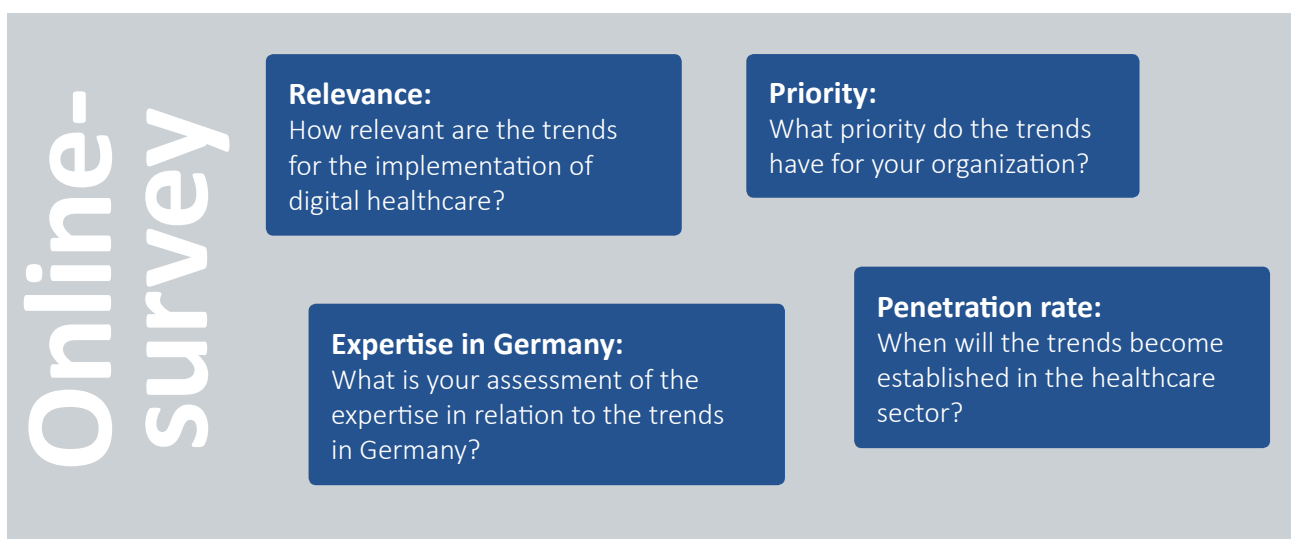 Online-
survey
Relevance:
How relevant are the trends
for the implementation of
digital healthcare?
Priority:
What priority do the trends
have for your organization?
Expertise in Germany:
What is your assessment of the
expertise in relation to the trends
in Germany?
Penetration rate:
When will the trends become
established in the healthcare
sector?